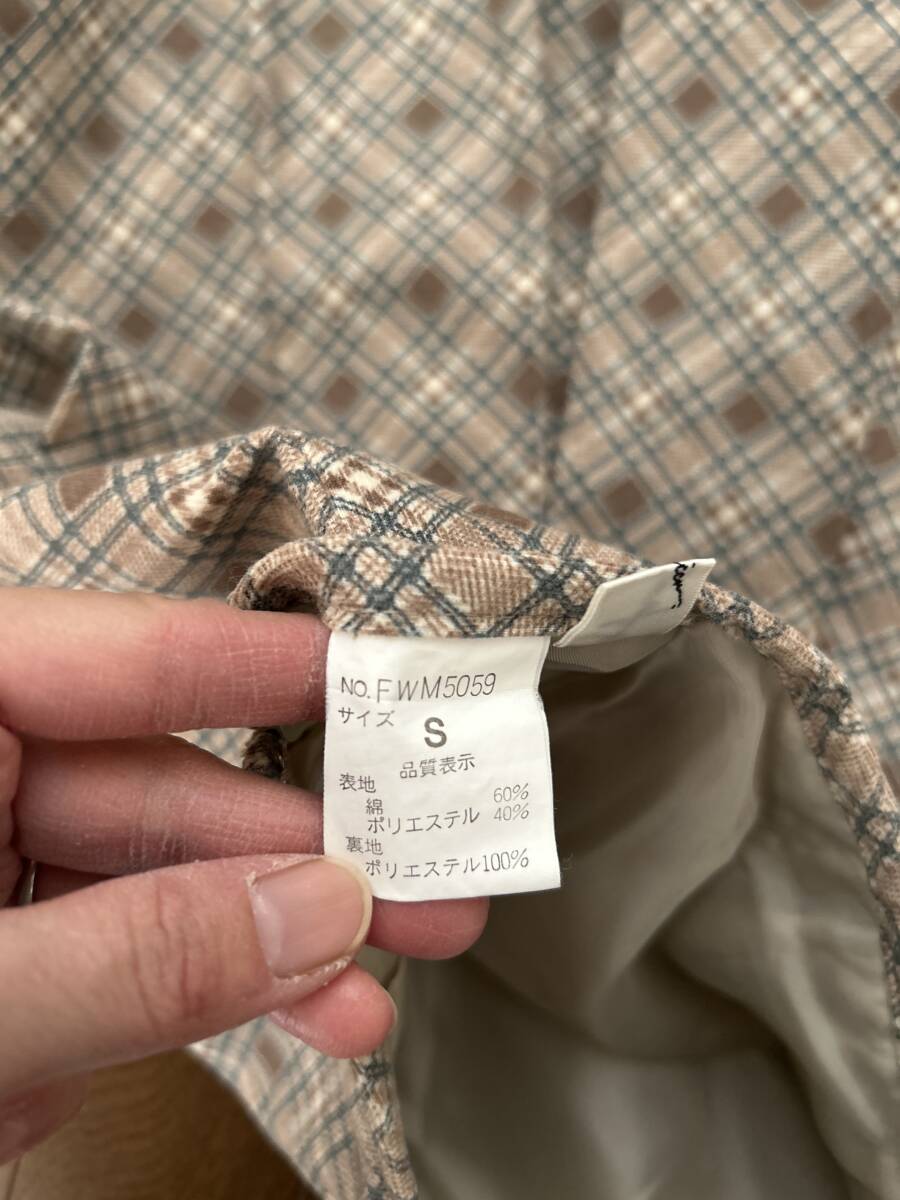 NO.FWM5059
サイズ
S
品質表示
表地
綿 60%
ポリエステル 40%
裏地
ポリエステル100%